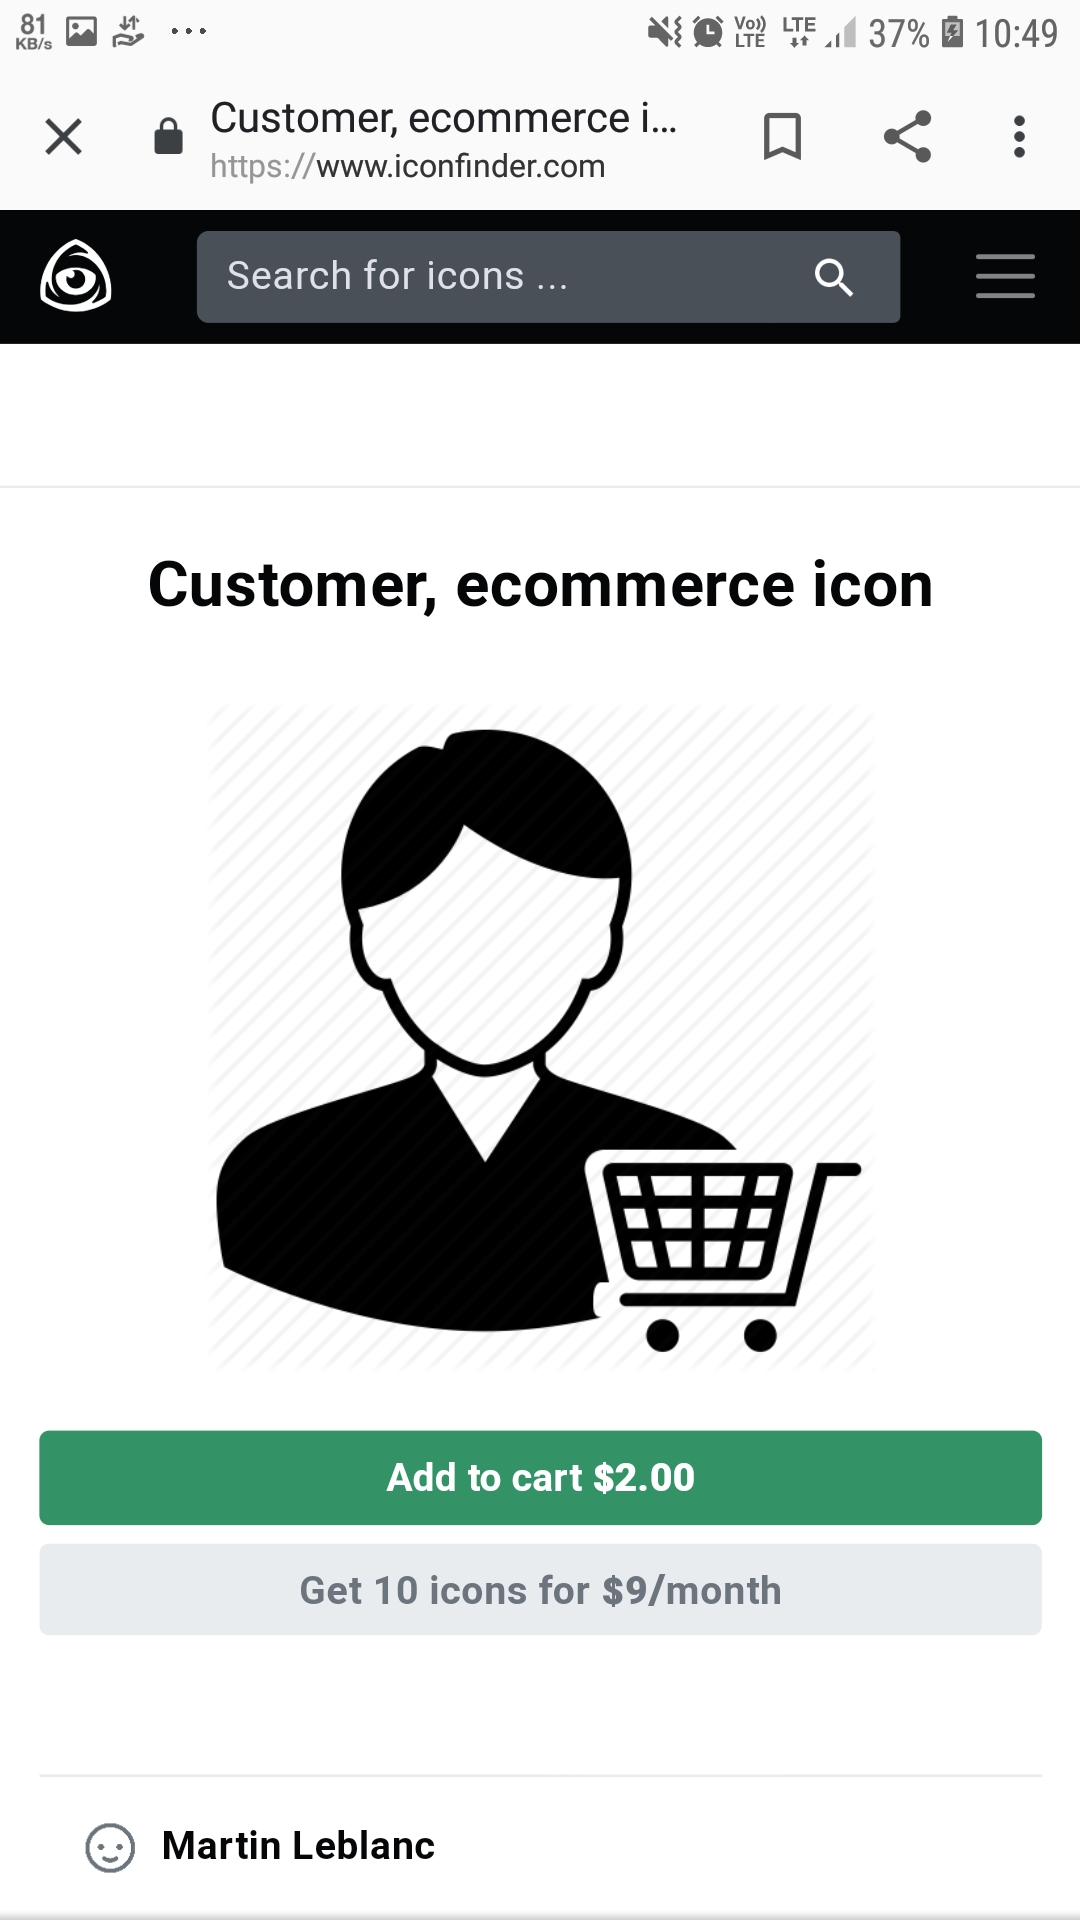 81
KB/s
Vo))
LTE
LTE
37%
10:49
Customer, ecommerce i...
https://www.iconfinder.com
Search for icons ...
Customer, ecommerce icon
Add to cart $2.00
Get 10 icons for $9/month
Martin Leblanc